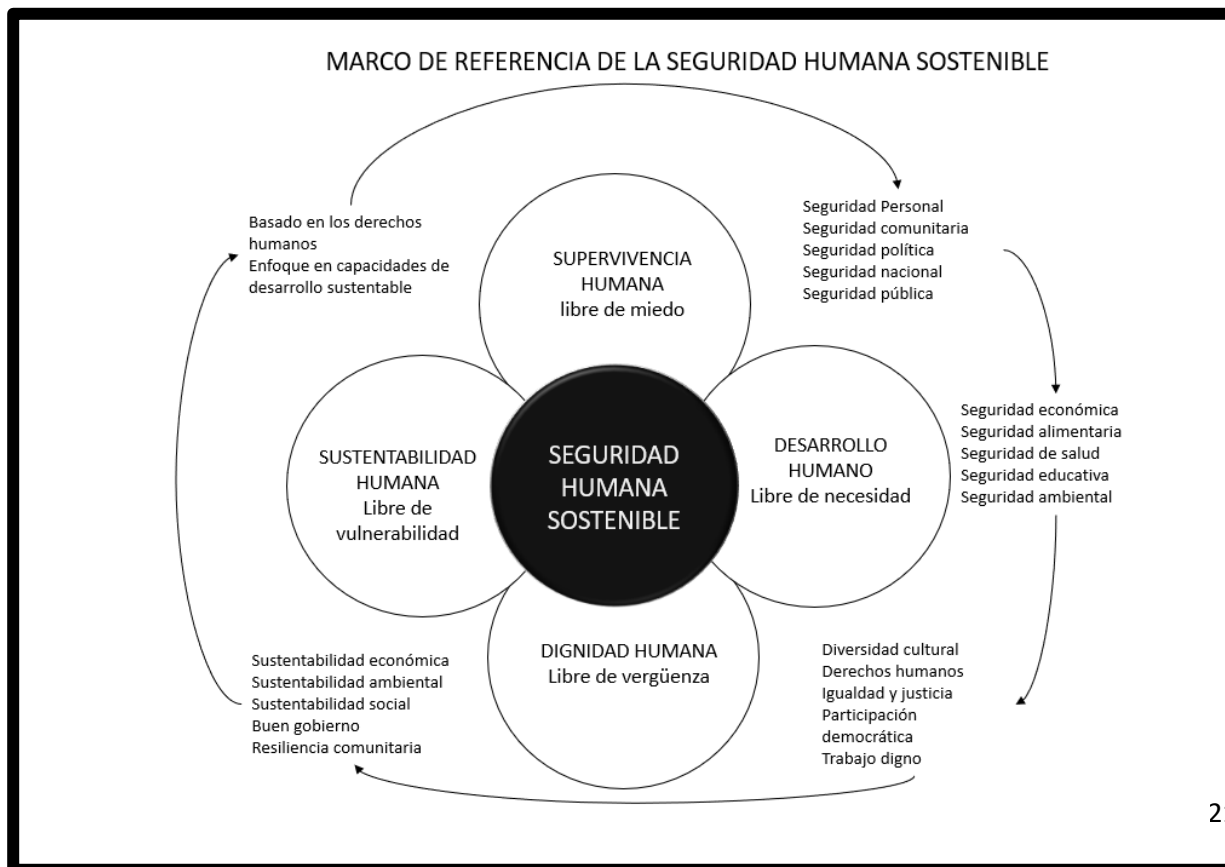 MARCO DE REFERENCIA DE LA SEGURIDAD HUMANA SOSTENIBLE
Basado en los derechos
humanos
Enfoque en capacidades de
desarrollo sustentable
SUPERVIVENCIA
HUMANA
libre de miedo
Seguridad Personal
Seguridad comunitaria
Seguridad política
Seguridad nacional
Seguridad pública
SUSTENTABILIDAD
HUMANA
Libre de
vulnerabilidad
SEGURIDAD
HUMANA
SOSTENIBLE
DESARROLLO
HUMANO
Libre de necesidad
Seguridad económica
Seguridad alimentaria
Seguridad de salud
Seguridad educativa
Seguridad ambiental
Sustentabilidad económica
Sustentabilidad ambiental
Sustentabilidad social
Buen gobierno
Resiliencia comunitaria
DIGNIDAD HUMANA
Libre de vergüenza
Diversidad cultural
Derechos humanos
Igualdad y justicia
Participación
democrática
Trabajo digno